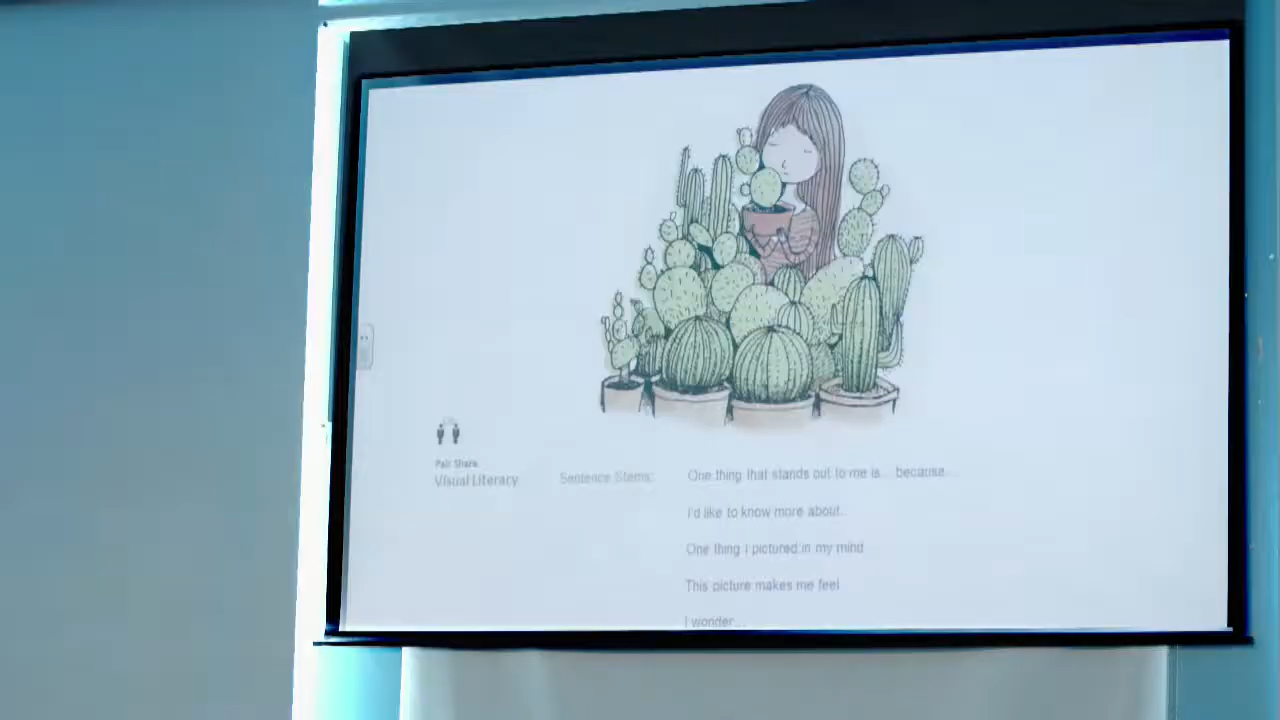 Pair Share
Visual Literacy
Sentence Stems:
One thing that stands out to me is... because...
I'd like to know more about..
One thing I pictured in my mind
This picture makes me feel
I wonder...